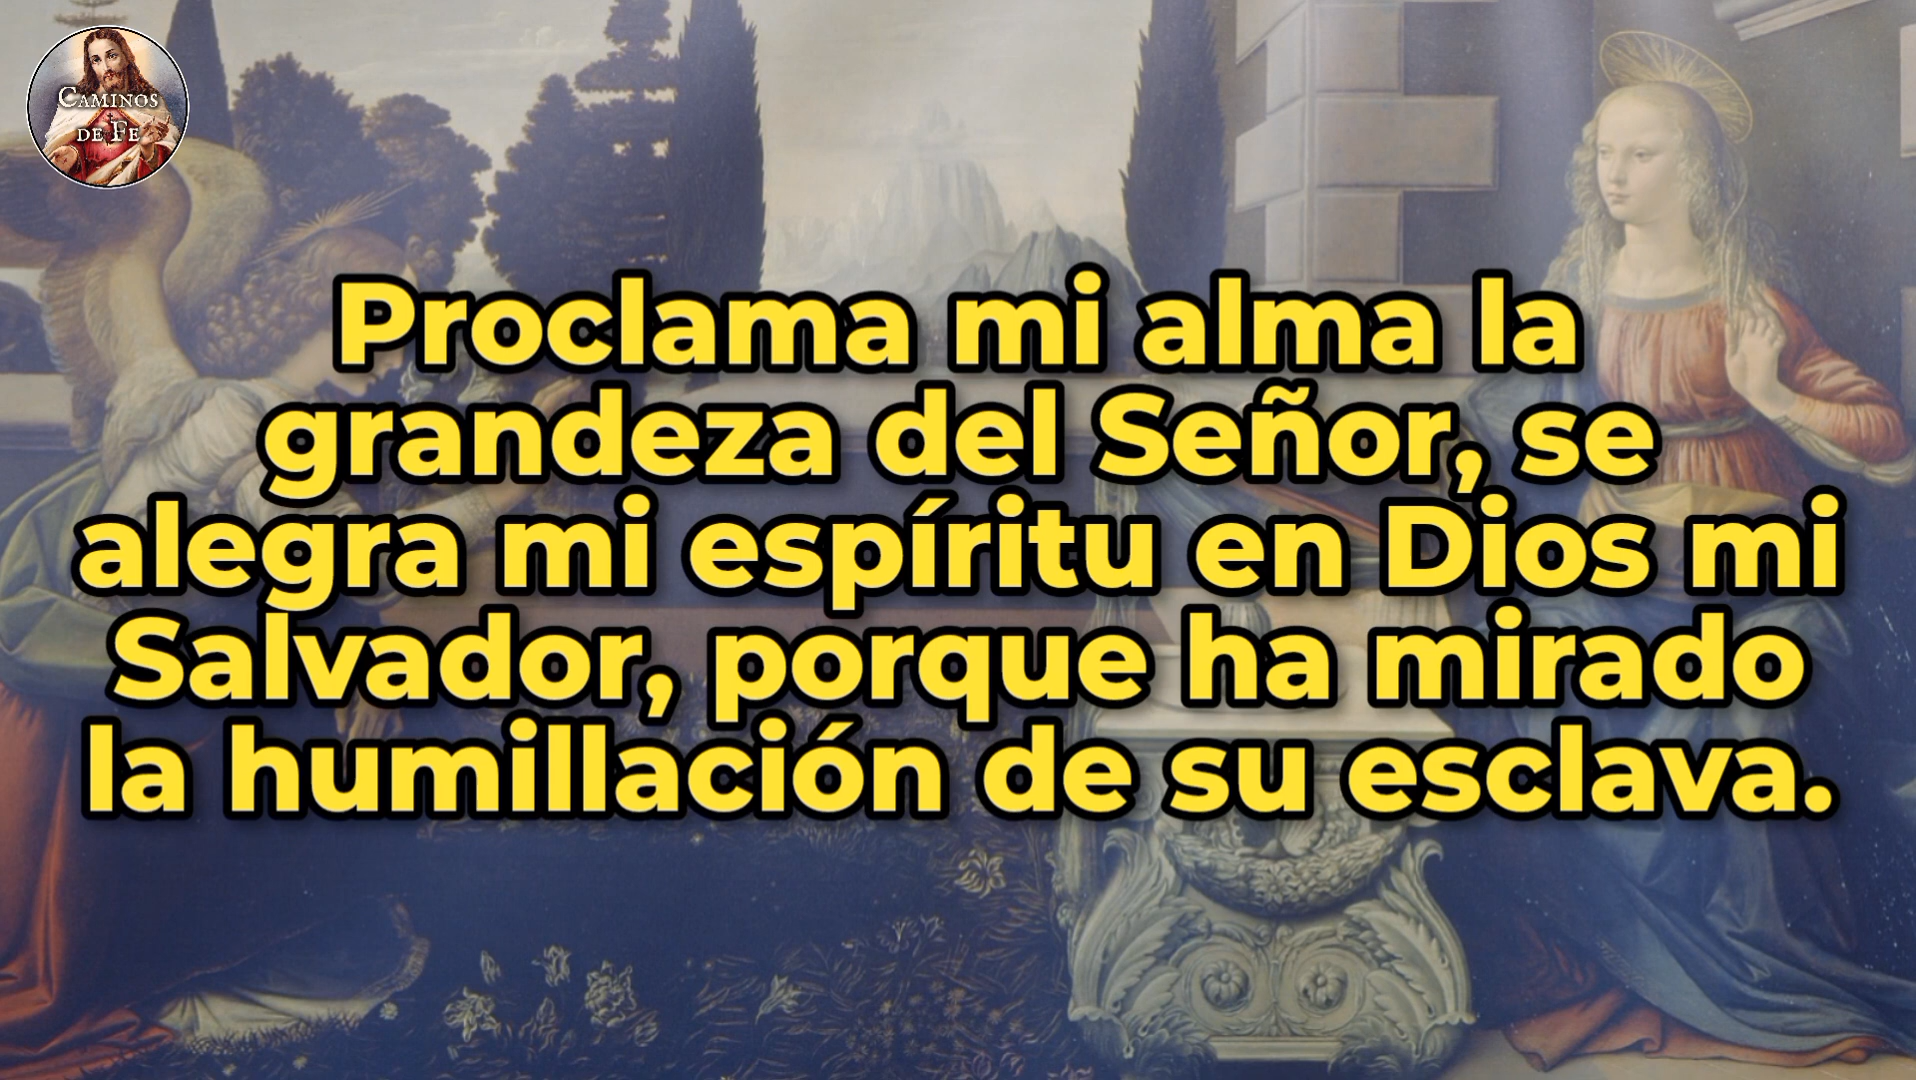 CAMINOS
DE FE
Proclama mi alma la
grandeza del Señor, se
alegra mi espíritu en Dios mi
Salvador, porque ha mirado
la humillación de su esclava.